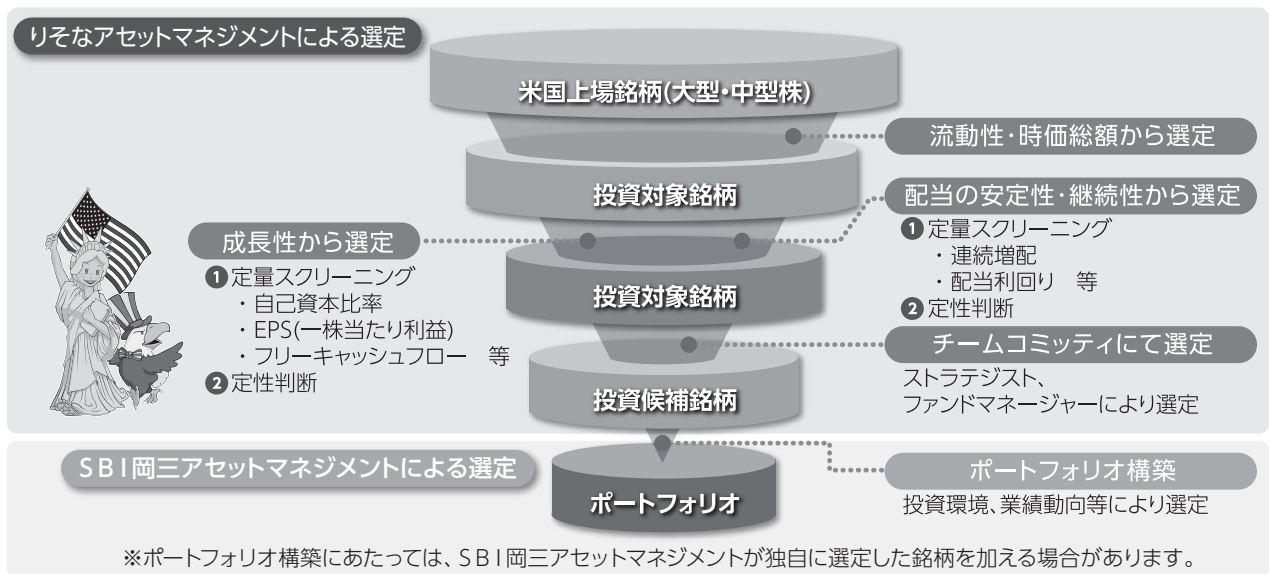 りそなアセットマネジメントによる選定
米国上場銘柄(大型・中型株)
流動性・時価総額から選定
投資対象銘柄
配当の安定性・継続性から選定
❶定量スクリーニング
・連続増配
・配当利回り 等
❷定性判断
成長性から選定
❶定量スクリーニング
・自己資本比率
・EPS(一株当たり利益)
・フリーキャッシュフロー 等
❷定性判断
投資対象銘柄
チームコミッティにて選定
ストラテジスト、
ファンドマネージャーにより選定
投資候補銘柄
SBI岡三アセットマネジメントによる選定
ポートフォリオ構築
投資環境、業績動向等により選定
ポートフォリオ
※ポートフォリオ構築にあたっては、SBI岡三アセットマネジメントが独自に選定した銘柄を加える場合があります。